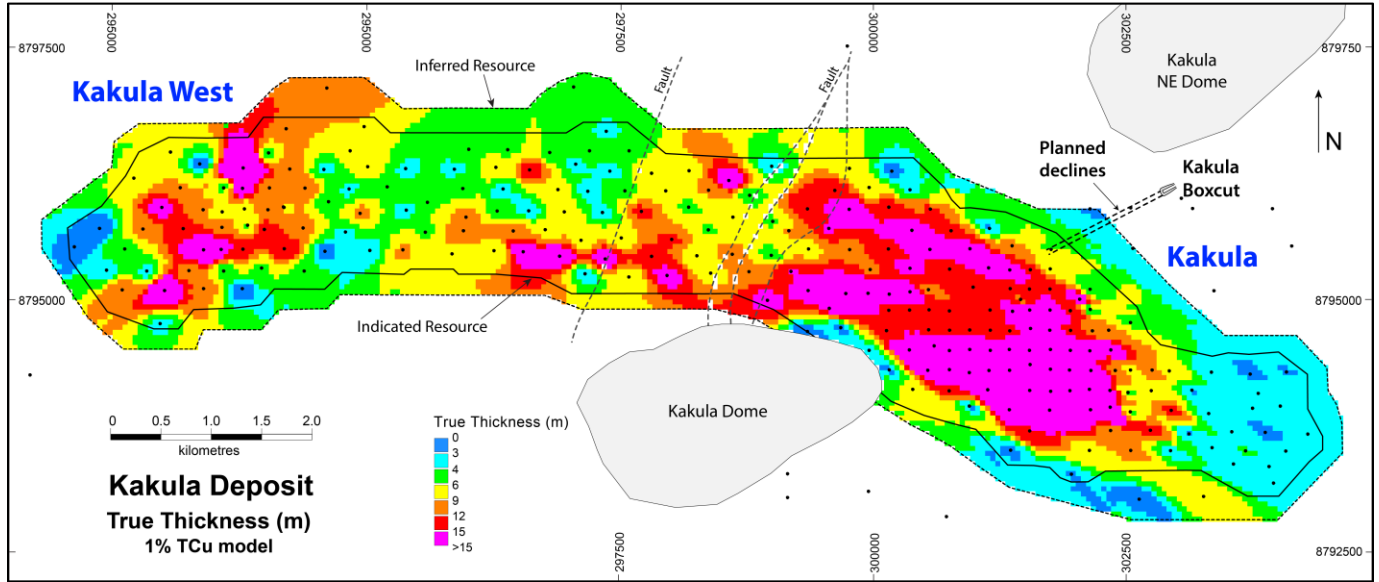 295000
295000
297500
300000
302500
8797500
8797500
Kakula West
Inferred Resource
Fault
Fault
Kakula
NE Dome
N
Planned
declines
Kakula
Boxcut
Kakula
8795000
8795000
Indicated Resource
Kakula Dome
0 0.5 1.0 1.5 2.0
kilometres
Kakula Deposit
True Thickness (m)
1% TCu model
True Thickness (m)
0
3
4
6
9
12
15
>15
297500
300000
302500
8792500